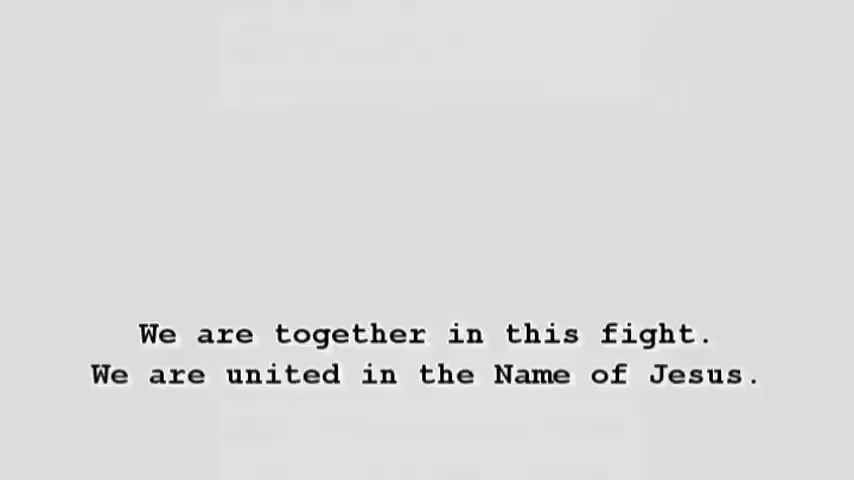 We are together in this fight.
We are united in the Name of Jesus.